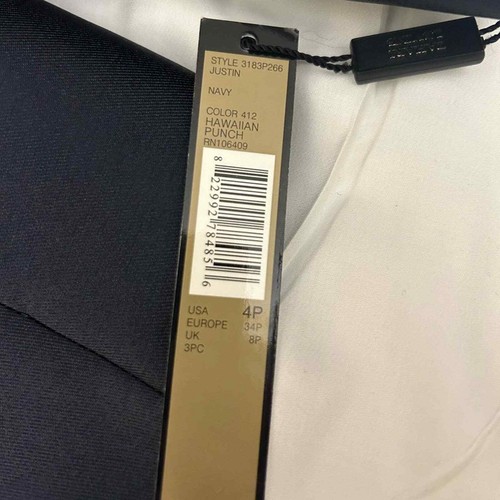 STYLE 3183P266
JUSTIN
NAVY
COLOR 412
HAWAIIAN
PUNCH
RN106409
8 22992 78485 6
USA 4P
EUROPE 34P
UK 8P
3PC